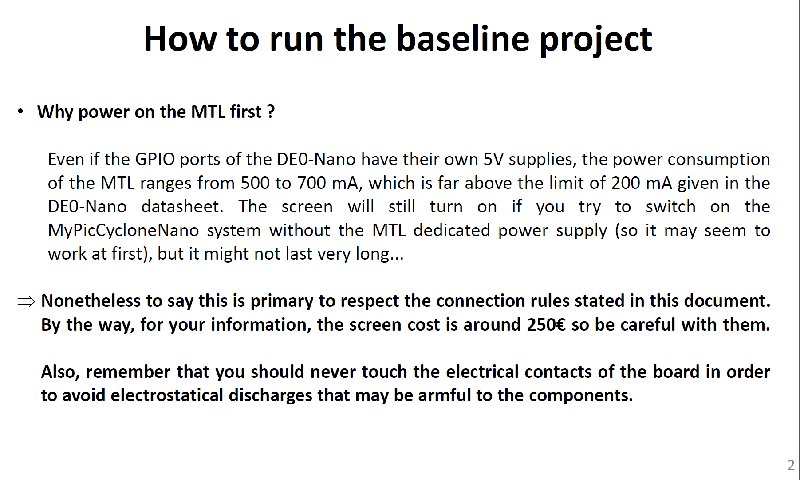 How to run the baseline project
• Why power on the MTL first ?
Even if the GPIO ports of the DE0-Nano have their own 5V supplies, the power consumption
of the MTL ranges from 500 to 700 mA, which is far above the limit of 200 mA given in the
DE0-Nano datasheet. The screen will still turn on if you try to switch on the
MyPicCycloneNano system without the MTL dedicated power supply (so it may seem to
work at first), but it might not last very long...
⇒ Nonetheless to say this is primary to respect the connection rules stated in this document.
By the way, for your information, the screen cost is around 250€ so be careful with them.
Also, remember that you should never touch the electrical contacts of the board in order
to avoid electrostatical discharges that may be armful to the components.
2